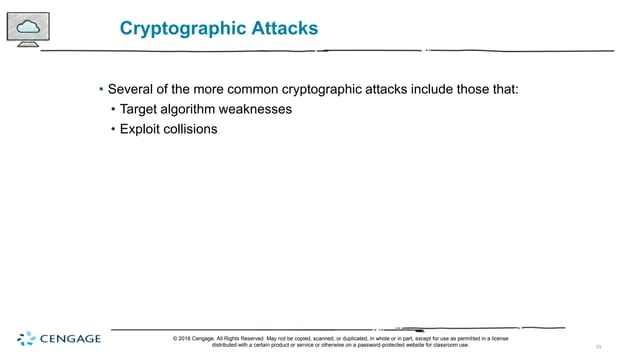 Cryptographic Attacks
• Several of the more common cryptographic attacks include those that:
• Target algorithm weaknesses
• Exploit collisions
CENGAGE
© 2018 Cengage. All Rights Reserved. May not be copied, scanned, or duplicated, in whole or in part, except for use as permitted in a license
distributed with a certain product or service or otherwise on a password-protected website for classroom use.